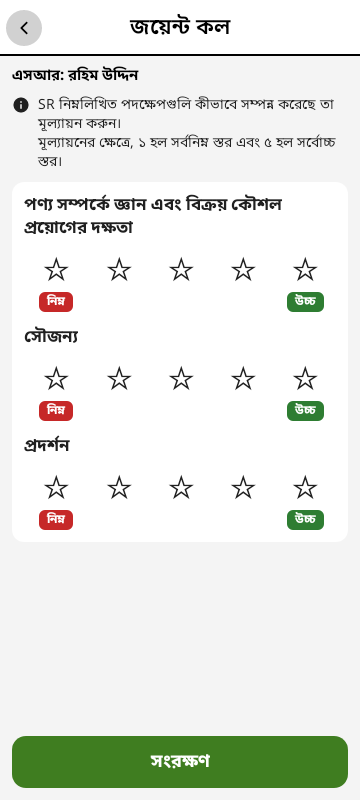 জয়েন্ট কল
এসআর: রহিম উদ্দিন
SR নিম্নলিখিত পদক্ষেপগুলি কীভাবে সম্পন্ন করেছে তা
মূল্যায়ন করুন।
মূল্যায়নের ক্ষেত্রে, ১ হল সর্বনিম্ন স্তর এবং ৫ হল সর্বোচ্চ
স্তর।
পণ্য সম্পর্কে জ্ঞান এবং বিক্রয় কৌশল
প্রয়োগের দক্ষতা
নিম্ন উচ্চ
সৌজন্য
নিম্ন উচ্চ
প্রদর্শন
নিম্ন উচ্চ
সংরক্ষণ